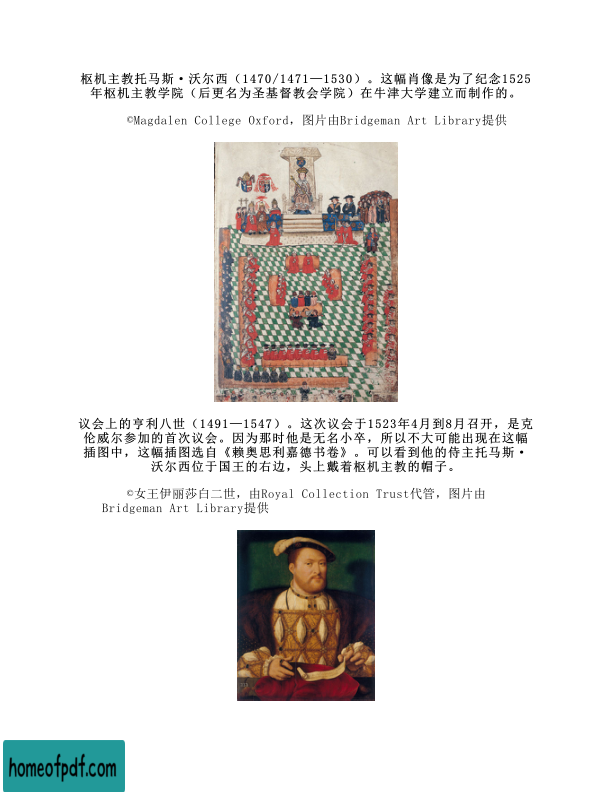 枢机主教托马斯·沃尔西（1470/1471—1530）。这幅肖像是为了纪念1525
年枢机主教学院（后更名为圣基督教会学院）在牛津大学建立而制作的。
©Magdalen College Oxford，图片由Bridgeman Art Library提供
议会上的亨利八世（1491—1547）。这次议会于1523年4月到8月召开，是克
伦威尔参加的首次议会。因为那时他是无名小卒，所以不大可能出现在这幅
插图中，这幅插图选自《赖奥思利嘉德书卷》。可以看到他的侍主托马斯·
沃尔西位于国王的右边，头上戴着枢机主教的帽子。
©女王伊丽莎白二世，由Royal Collection Trust代管，图片由
Bridgeman Art Library提供
homeofpdf.com